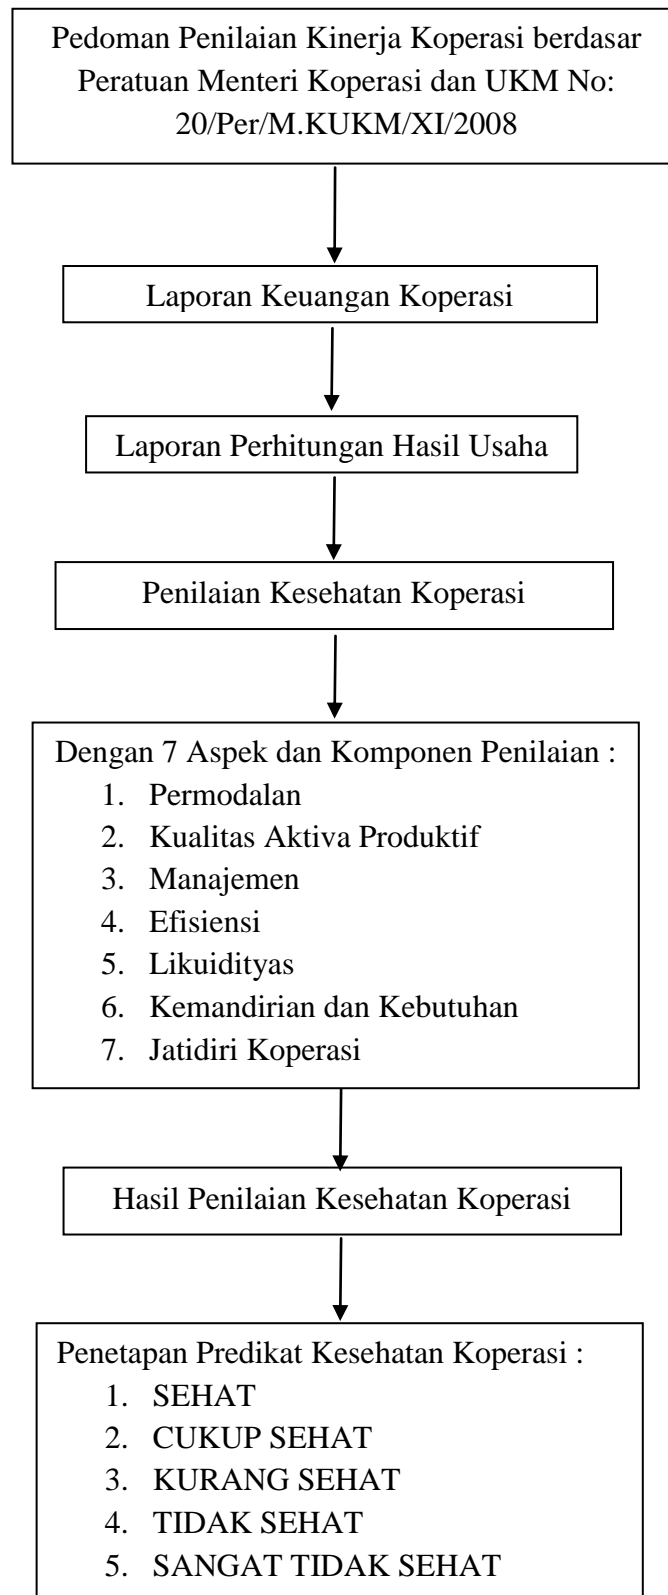 Pedoman Penilaian Kinerja Koperasi berdasar
Peratuan Menteri Koperasi dan UKM No:
20/Per/M.KUKM/XI/2008
Laporan Keuangan Koperasi
Laporan Perhitungan Hasil Usaha
Penilaian Kesehatan Koperasi
Dengan 7 Aspek dan Komponen Penilaian :
1. Permodalan
2. Kualitas Aktiva Produktif
3. Manajemen
4. Efisiensi
5. Likuidityas
6. Kemandirian dan Kebutuhan
7. Jatidiri Koperasi
Hasil Penilaian Kesehatan Koperasi
Penetapan Predikat Kesehatan Koperasi :
1. SEHAT
2. CUKUP SEHAT
3. KURANG SEHAT
4. TIDAK SEHAT
5. SANGAT TIDAK SEHAT